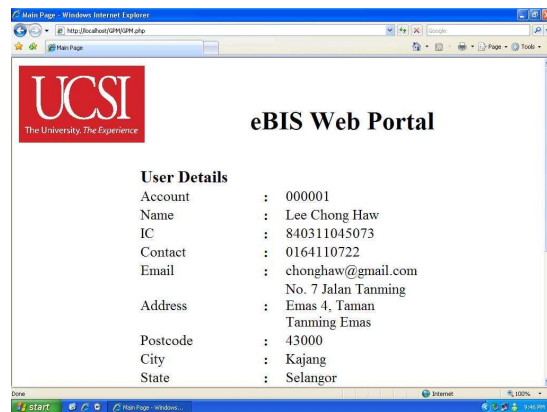 Main Page - Windows Internet Explorer
http://localhost/GPM/GPM.php
Google
Main Page
Page
Tools
UCSI
The University. The Experience
eBIS Web Portal
User Details
Account : 000001
Name : Lee Chong Haw
IC : 840311045073
Contact : 0164110722
Email : chonghaw@gmail.com
No. 7 Jalan Tanming
Address : Emas 4, Taman
Tanming Emas
Postcode : 43000
City : Kajang
State : Selangor
Done
Internet
100%
start
Main Page - Windows...
9:46 PM